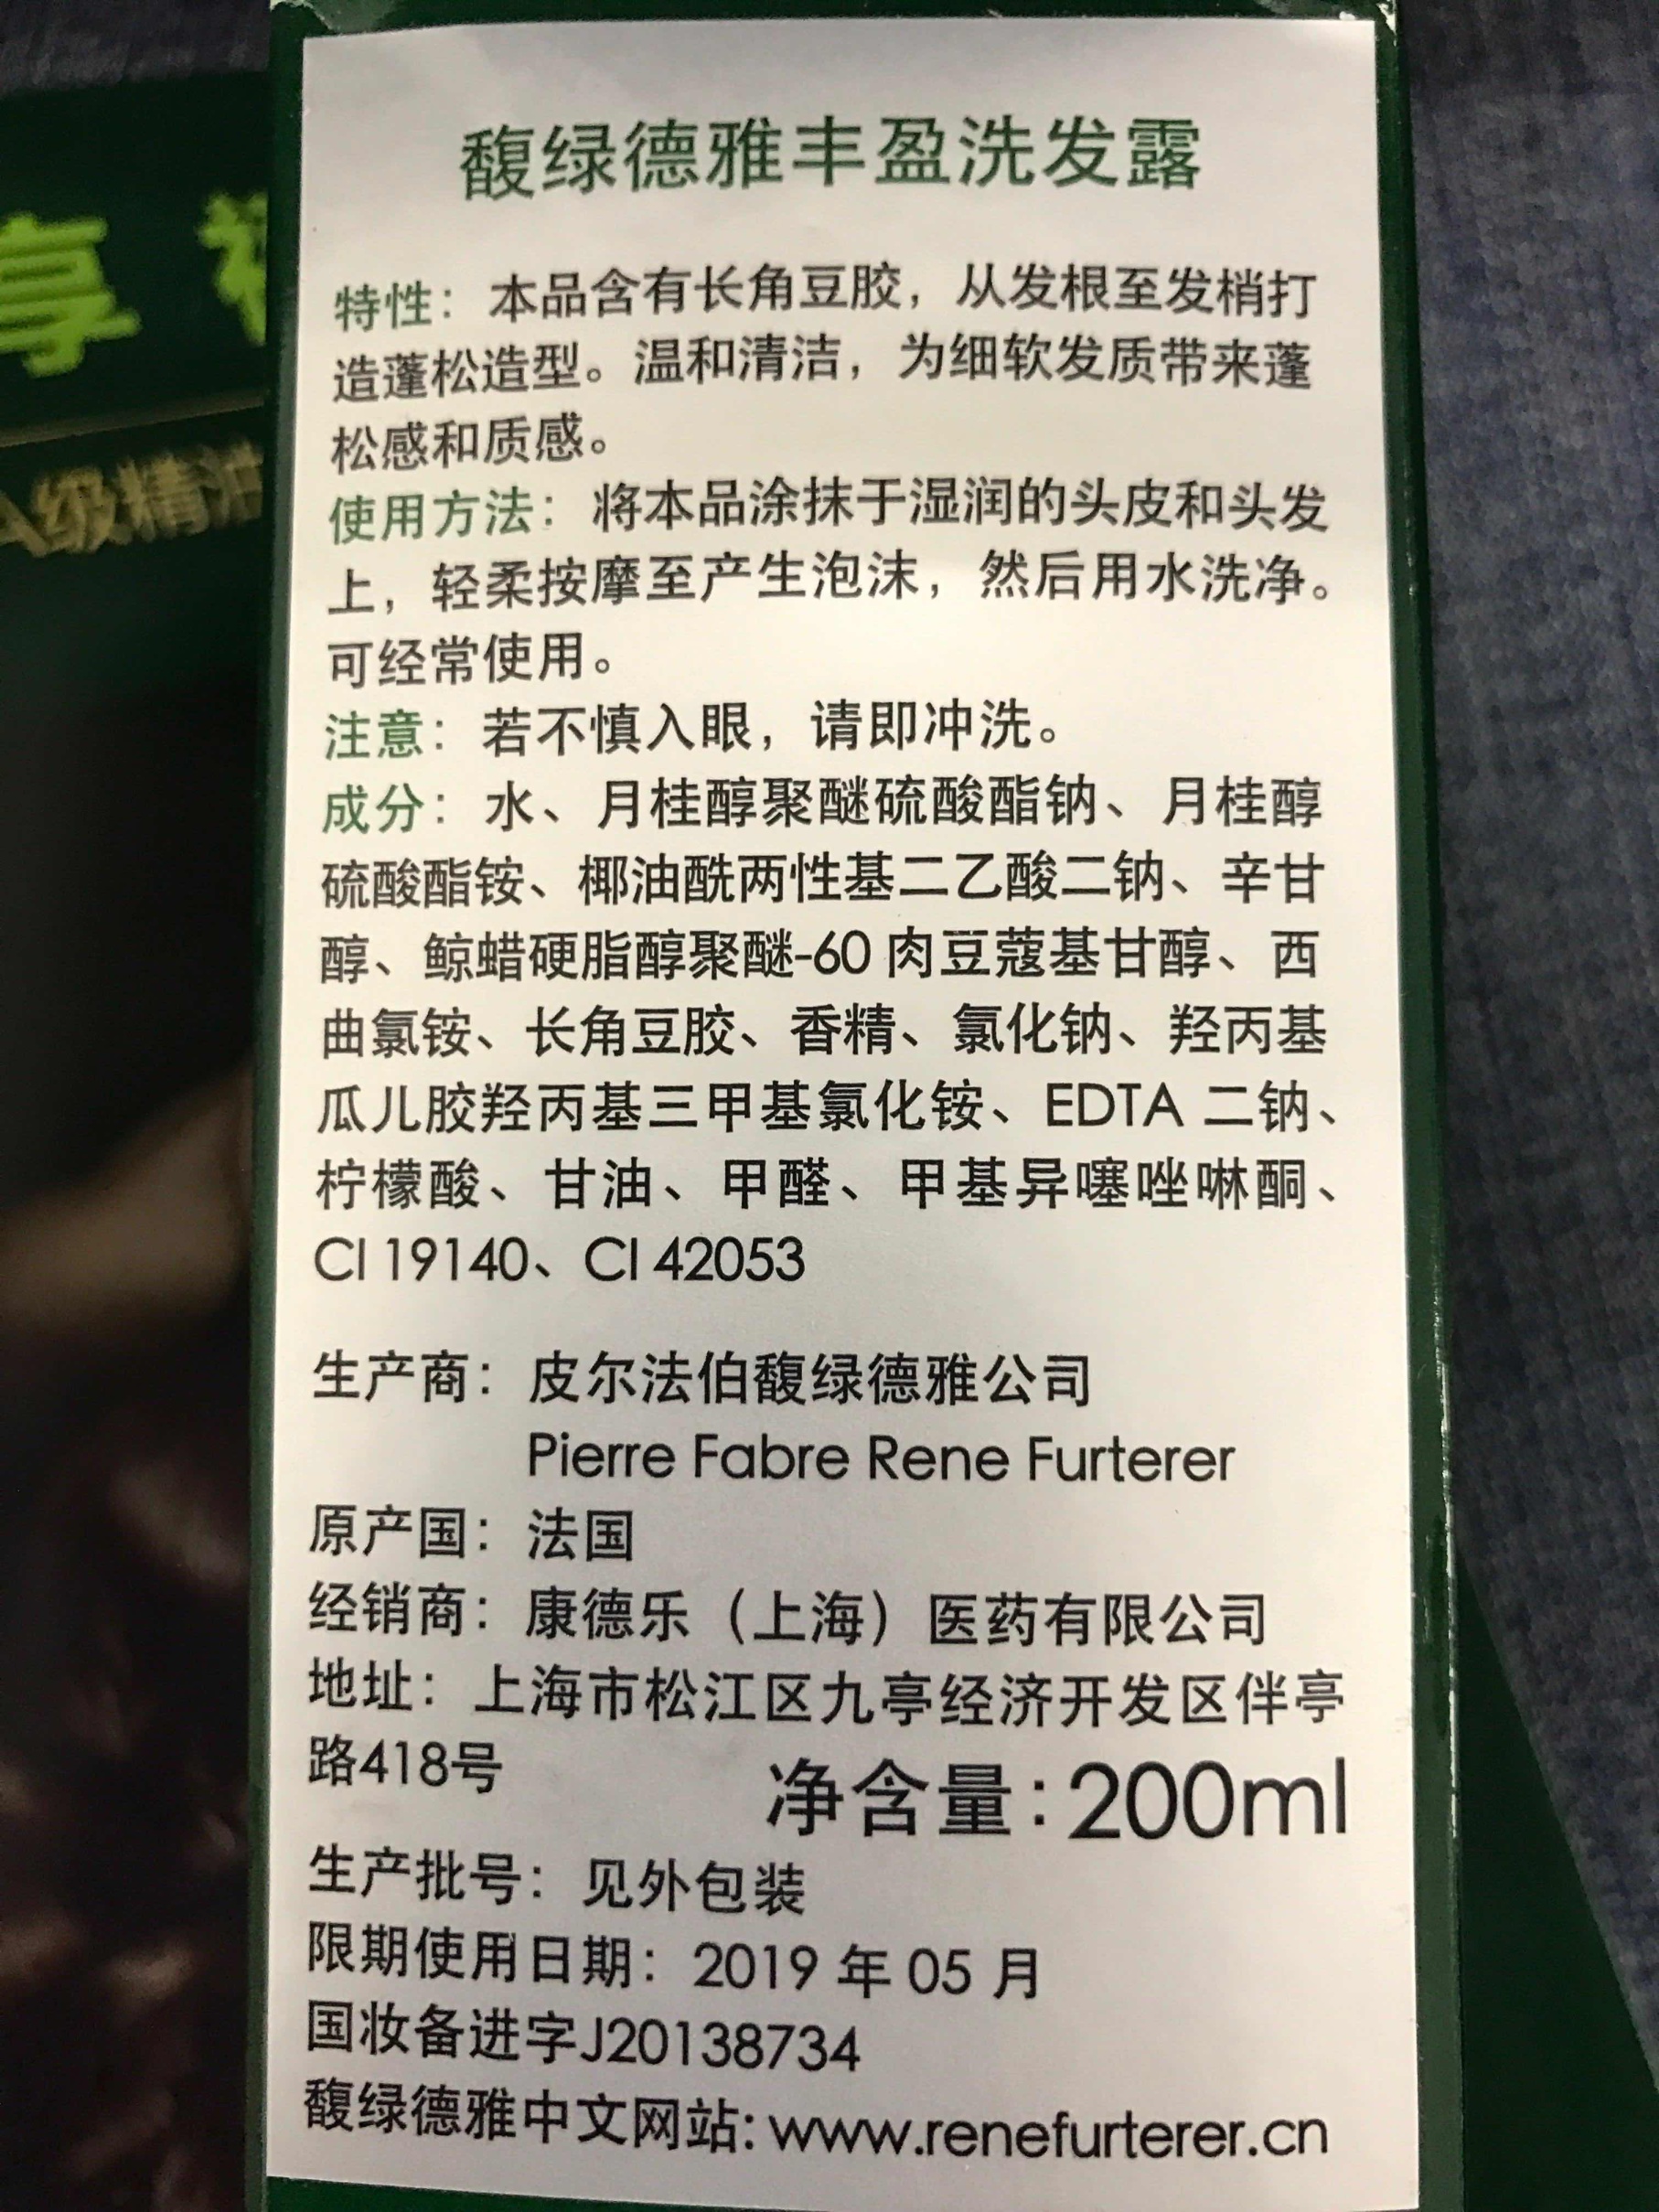 馥绿德雅丰盈洗发露
特性：本品含有长角豆胶，从发根至发梢打
造蓬松造型。温和清洁，为细软发质带来蓬
松感和质感。
使用方法：将本品涂抹于湿润的头皮和头发
上，轻柔按摩至产生泡沫，然后用水洗净。
可经常使用。
注意：若不慎入眼，请即冲洗。
成分：水、月桂醇聚醚硫酸酯钠、月桂醇
硫酸酯铵、椰油酰两性基二乙酸二钠、辛甘
醇、鲸蜡硬脂醇聚醚-60 肉豆蔻基甘醇、西
曲氯铵、长角豆胶、香精、氯化钠、羟丙基
瓜儿胶羟丙基三甲基氯化铵、EDTA 二钠、
柠檬酸、甘油、甲醛、甲基异噻唑啉酮、
CI 19140、CI 42053
生产商：皮尔法伯馥绿德雅公司
Pierre Fabre Rene Furterer
原产国：法国
经销商：康德乐（上海）医药有限公司
地址：上海市松江区九亭经济开发区伴亭
路418号
净含量:200ml
生产批号：见外包装
限期使用日期：2019 年 05 月
国妆备进字J20138734
馥绿德雅中文网站:www.renefurterer.cn
享
A级精油